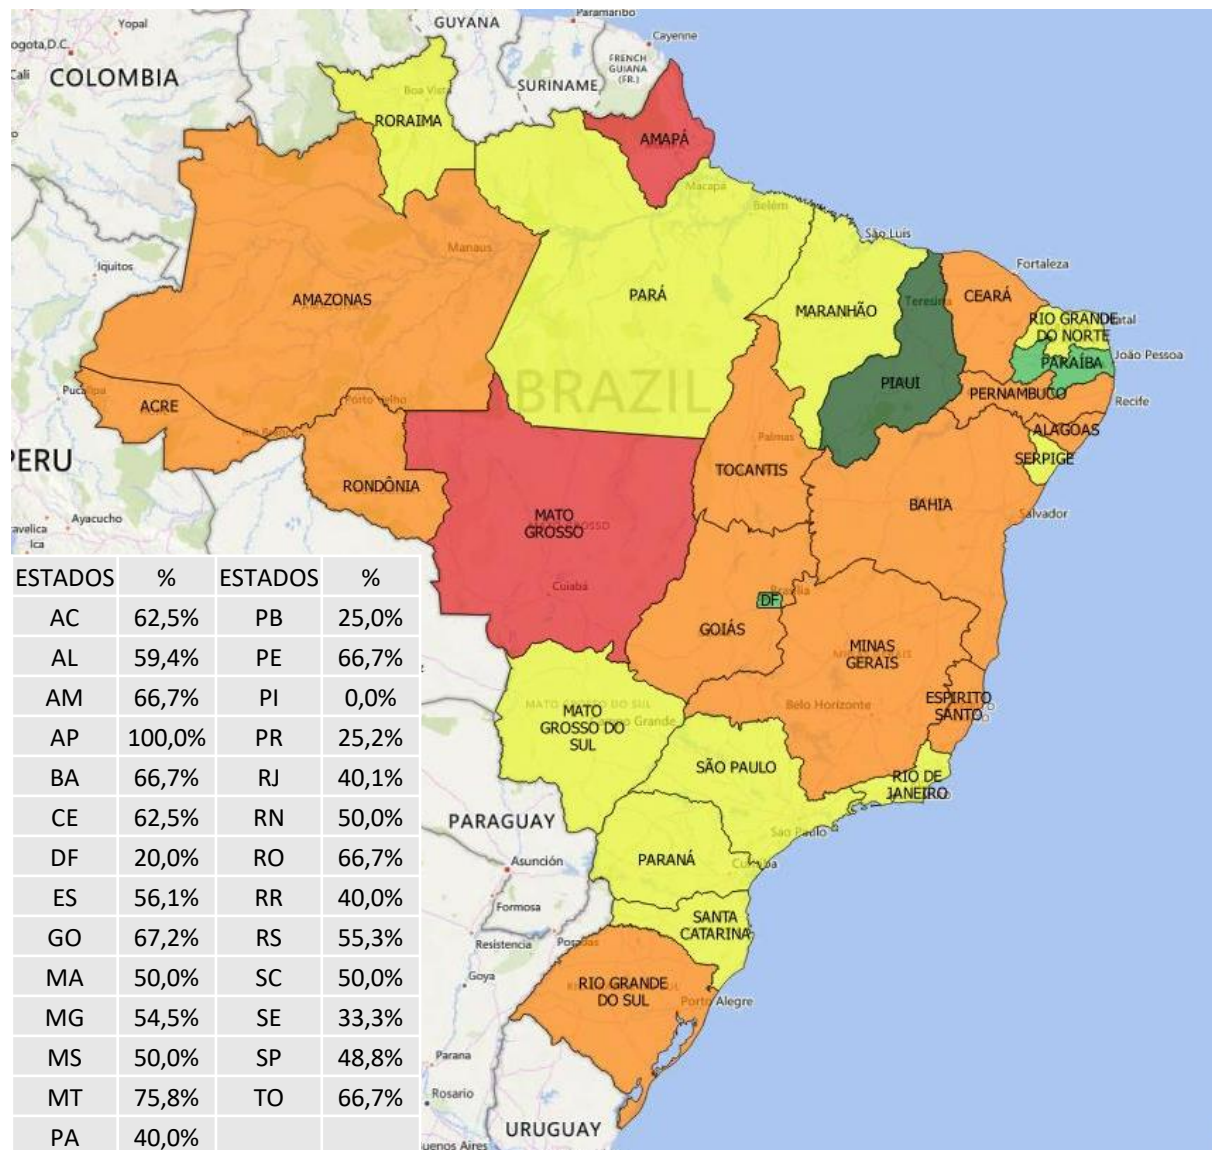 Yopal
GUYANA
Paramaribo
Cayenne
ogota,D.C.
FRENCH
GUIANA
(FR.)
Cali
COLOMBIA
SURINAME
Boa Vista
RORAIMA
AMAPÁ
Macapá
Belém
São Luis
Manaus
Iquitos
Fortaleza
AMAZONAS
PARÁ
MARANHÃO
Teresina
CEARÁ
RIO GRANDE
DO NORTE
Natal
João Pessoa
PARAÍBA
PIAUI
BRAZIL
PERNAMBUCO
Recife
Pucallpa
ACRE
Porto Velho
ALAGOAS
Palmas
SERPIGE
PERU
TOCANTIS
RONDÔNIA
BAHIA
Salvador
Ayacucho
Ica
MATO
GROSSO
Cuiabá
Brasília
DF
GOIÁS
MINAS
GERAIS
Belo Horizonte
ESPIRITO
SANTO
MATO GROSSO DO SUL
MATO
GROSSO DO
SUL
Campo Grande
SÃO PAULO
RIO DE
JANEIRO
PARAGUAY
Sao Paulo
Asunción
PARANÁ
Curitiba
Formosa
SANTA
CATARINA
Resistencia
Posadas
Goya
RIO GRANDE
DO SUL
Porto Alegre
Parana
Rosario
URUGUAY
Buenos Aires
ESTADOS % ESTADOS %
AC 62,5% PB 25,0%
AL 59,4% PE 66,7%
AM 66,7% PI 0,0%
AP 100,0% PR 25,2%
BA 66,7% RJ 40,1%
CE 62,5% RN 50,0%
DF 20,0% RO 66,7%
ES 56,1% RR 40,0%
GO 67,2% RS 55,3%
MA 50,0% SC 50,0%
MG 54,5% SE 33,3%
MS 50,0% SP 48,8%
MT 75,8% TO 66,7%
PA 40,0%